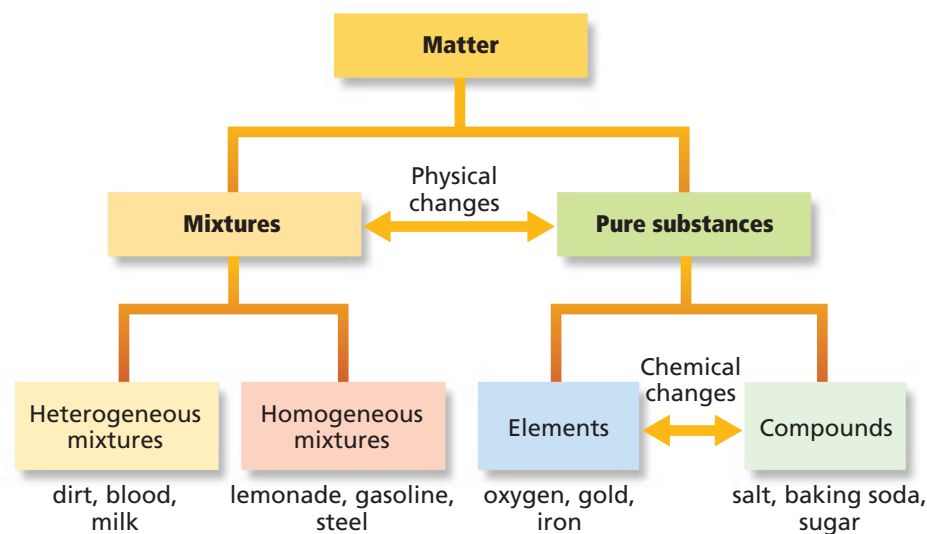 Matter
Physical
changes
Mixtures
Pure substances
Chemical
changes
Heterogeneous
mixtures
Homogeneous
mixtures
Elements
Compounds
dirt, blood,
milk
lemonade, gasoline,
steel
oxygen, gold,
iron
salt, baking soda,
sugar